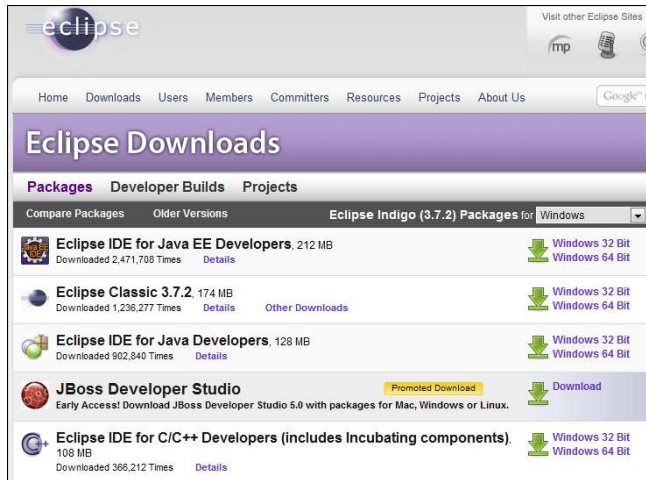 eclipse
Visit other Eclipse Sites
mp
Home Downloads Users Members Committers Resources Projects About Us
Google™
Eclipse Downloads
Packages Developer Builds Projects
Compare Packages Older Versions Eclipse Indigo (3.7.2) Packages for Windows
Eclipse IDE for Java EE Developers, 212 MB
Downloaded 2,471,708 Times Details
Windows 32 Bit
Windows 64 Bit
Eclipse Classic 3.7.2, 174 MB
Downloaded 1,236,277 Times Details Other Downloads
Windows 32 Bit
Windows 64 Bit
Eclipse IDE for Java Developers, 128 MB
Downloaded 902,840 Times Details
Windows 32 Bit
Windows 64 Bit
JBoss Developer Studio
Promoted Download
Download
Early Access! Download JBoss Developer Studio 5.0 with packages for Mac, Windows or Linux.
Eclipse IDE for C/C++ Developers (includes Incubating components),
108 MB
Downloaded 366,212 Times Details
Windows 32 Bit
Windows 64 Bit